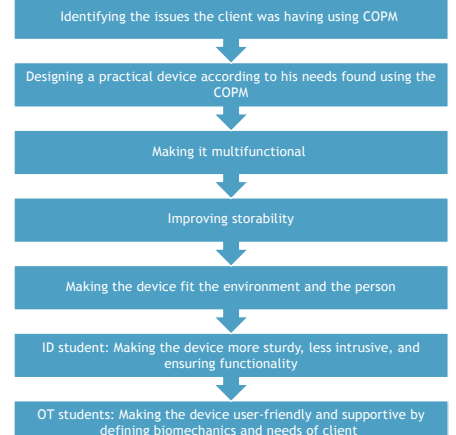 Identifying the issues the client was having using COPM
Designing a practical device according to his needs found using the
COPM
Making it multifunctional
Improving storability
Making the device fit the environment and the person
ID student: Making the device more sturdy, less intrusive, and
ensuring functionality
OT students: Making the device user-friendly and supportive by
defining biomechanics and needs of client